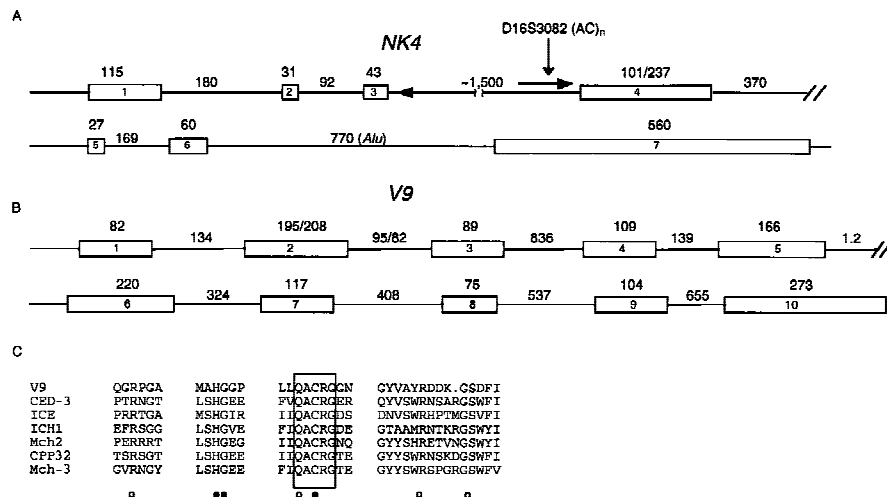 A
D16S3082 (AC)n
NK4
115 180 31 92 43 ~1,500 101/237 370
1 2 3 4
27 169 60 770 (Alu) 560
5 6 7
V9
B
82 134 195/208 95/82 89 836 109 139 166 1.2
1 2 3 4 5
220 324 117 408 75 537 104 655 273
6 7 8 9 10
C
V9 QGRPGA MAHGGP LLQACRGGN GYVAYRDDK.GSDFI
CED-3 PTRNGT LSHGEE FVQACRGER QYVSWRNSARGSWFI
ICE PRRTGA MSHGIR IIQACRGDS DNVSWRHPTMGSVFI
ICH1 EFRSGG LSHGVE FIQACRGDE GTAAMRNTKRGSWYI
Mch2 PERRRT LSHGEG IIQACRGNQ GYYSHRETVNGSWYI
CPP32 TSRSGT LSHGEE IIQACRGTE GYYSWRNSKDGSWFI
Mch-3 GVRNGY LSHGEE FIQACRGTE GYYSWRSPGRGSWFV